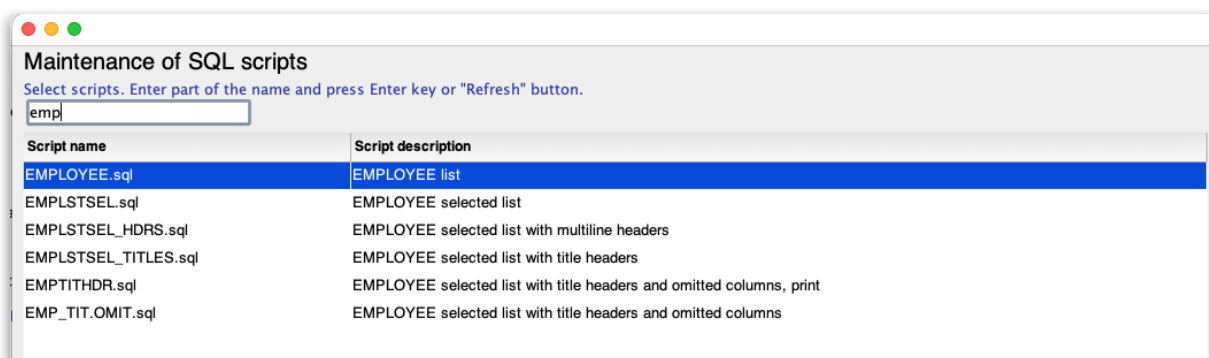 Maintenance of SQL scripts
Select scripts. Enter part of the name and press Enter key or "Refresh" button.
emp
Script name Script description
EMPLOYEE.sql EMPLOYEE list
EMPLSTSEL.sql EMPLOYEE selected list
EMPLSTSEL_HDRS.sql EMPLOYEE selected list with multiline headers
EMPLSTSEL_TITLES.sql EMPLOYEE selected list with title headers
EMPTITHDR.sql EMPLOYEE selected list with title headers and omitted columns, print
EMP_TIT.OMIT.sql EMPLOYEE selected list with title headers and omitted columns